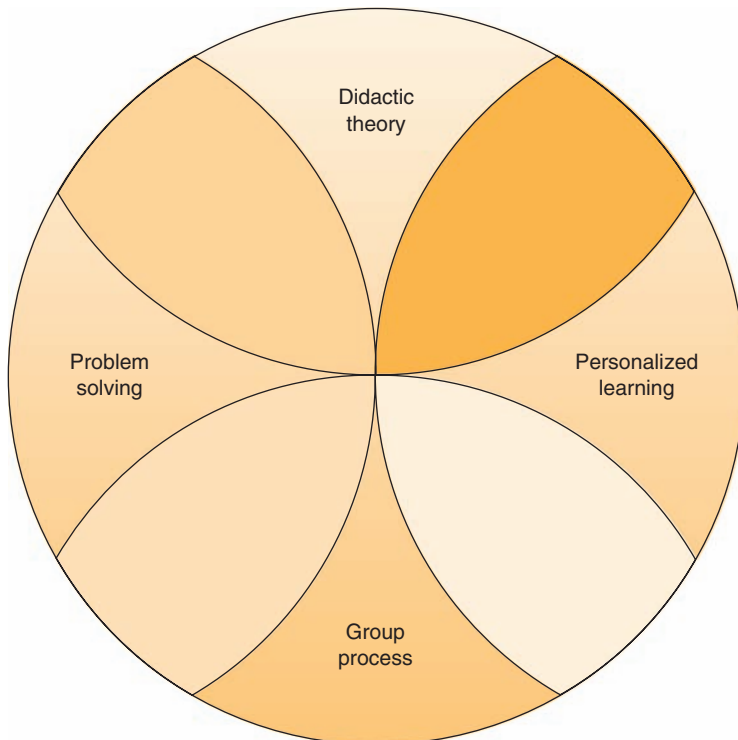 Didactic
theory
Problem
solving
Personalized
learning
Group
process